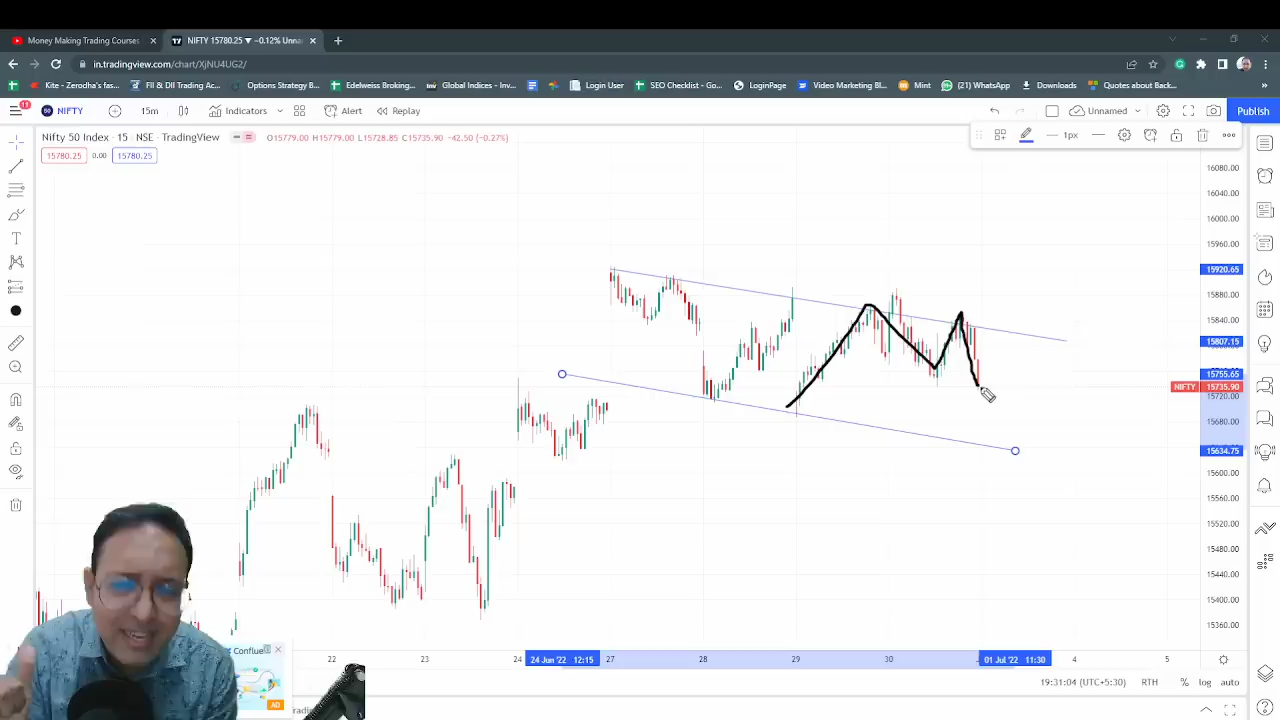 Money Making Trading Courses
NIFTY 15780.25 ▼ −0.12% Unna
in.tradingview.com/chart/XjNU4UG2/
Kite - Zerodha's fas FII & DII Trading Ac Options Strategy B Edelweiss Broking Global Indices - Inv Login User SEO Checklist - Go LoginPage Video Marketing Bl Mint (21) WhatsApp Downloads Quotes about Back
11 50 NIFTY 15m Indicators Alert Replay Unnamed Publish
1px
Nifty 50 Index · 15 · NSE · TradingView O15779.00 H15779.00 L15728.85 C15735.90 −42.50 (−0.27%)
15780.25 0.00 15780.25
16080.00
16040.00
16000.00
15960.00
15920.65
15880.00
15840.00
15807.15
15755.65
NIFTY 15735.90
15720.00
15680.00
15634.75
15600.00
15560.00
15520.00
15480.00
15440.00
15400.00
15360.00
Conflue
AD
22 23 24 24 Jun '22 12:15 27 28 29 30 01 Jul '22 11:30 4 5
19:31:04 (UTC+5:30) RTH % log auto